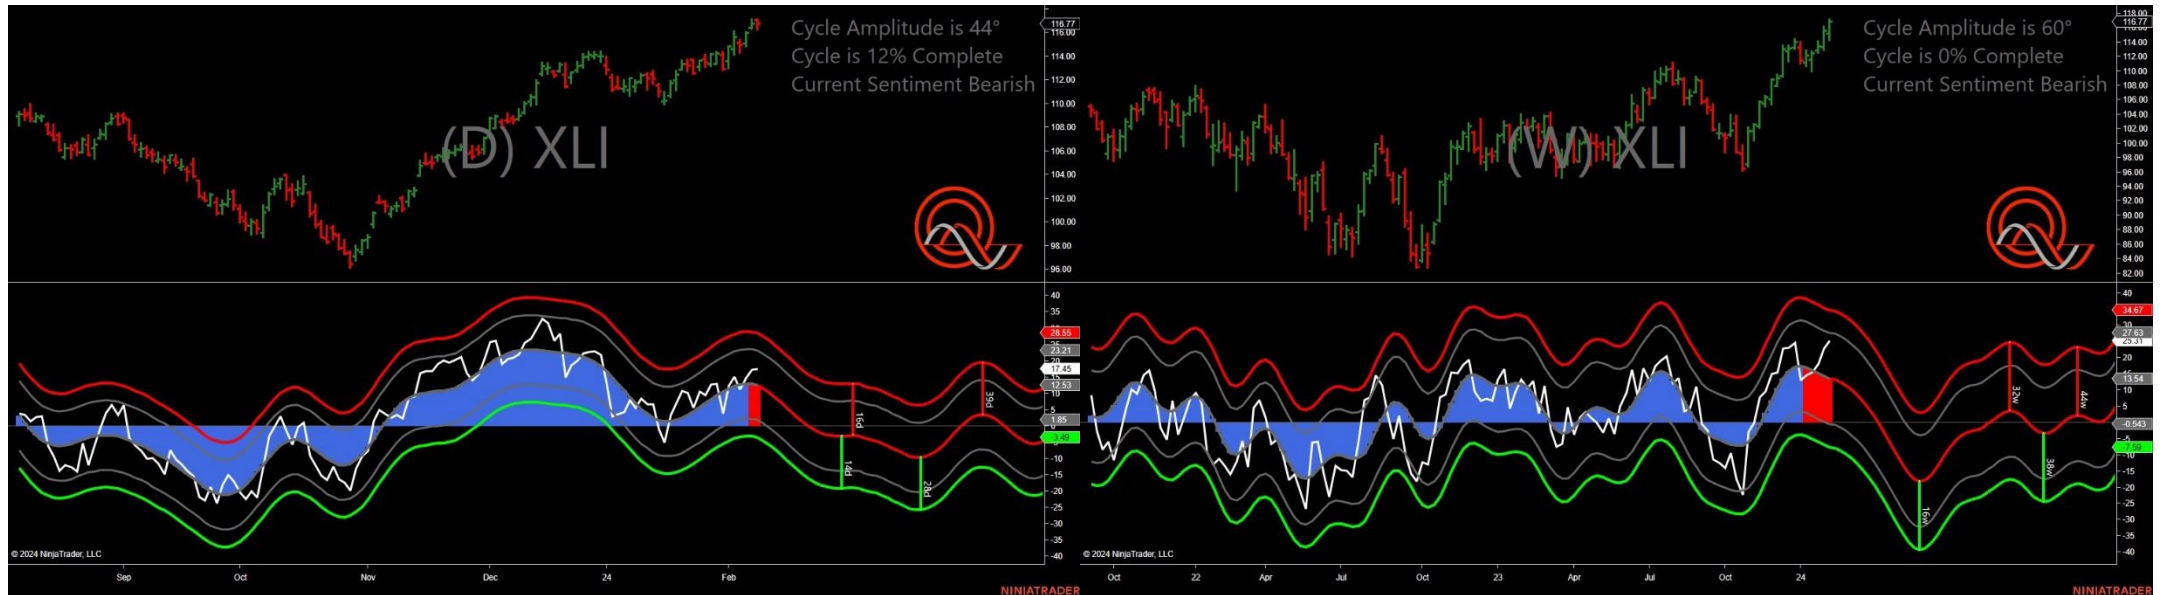 Cycle Amplitude is 44°
Cycle is 12% Complete
Current Sentiment Bearish
(D) XLI
116.77
116.00
114.00
112.00
110.00
108.00
106.00
104.00
102.00
100.00
98.00
96.00
40
35
28.55
23.21
17.45
12.53
5
1.85
-3.49
-10
-15
-20
-25
-30
-35
-40
16d
14d
28d
39d
© 2024 NinjaTrader, LLC
Sep
Oct
Nov
Dec
24
Feb
NINJATRADER
Cycle Amplitude is 60°
Cycle is 0% Complete
Current Sentiment Bearish
(W) XLI
118.00
116.77
114.00
112.00
110.00
108.00
106.00
104.00
102.00
100.00
98.00
96.00
94.00
92.00
90.00
88.00
86.00
84.00
82.00
40
34.67
30
27.63
25.31
20
13.54
5
-0.543
-5
-7.59
-10
-15
-20
-25
-30
-35
-40
16w
32w
38w
44w
© 2024 NinjaTrader, LLC
Oct
22
Apr
Jul
Oct
23
Apr
Jul
Oct
24
NINJATRADER